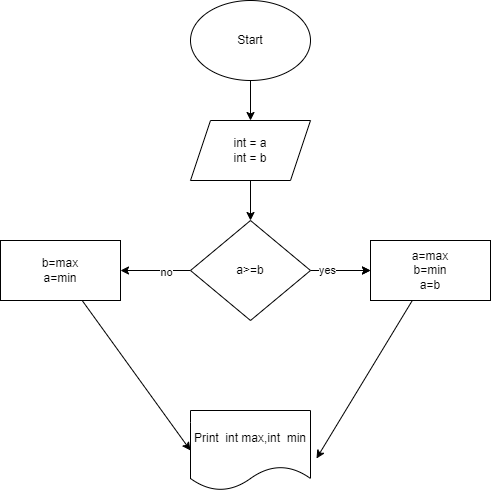 Start
int = a
int = b
a>=b
no
yes
b=max
a=min
a=max
b=min
a=b
Print int max,int min